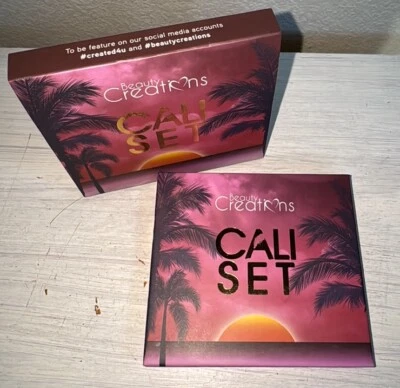 To be feature on our social media accounts
#created4u and #beautycreations
Beauty
Creations
CALI
SET
Beauty
Creations
CALI
SET